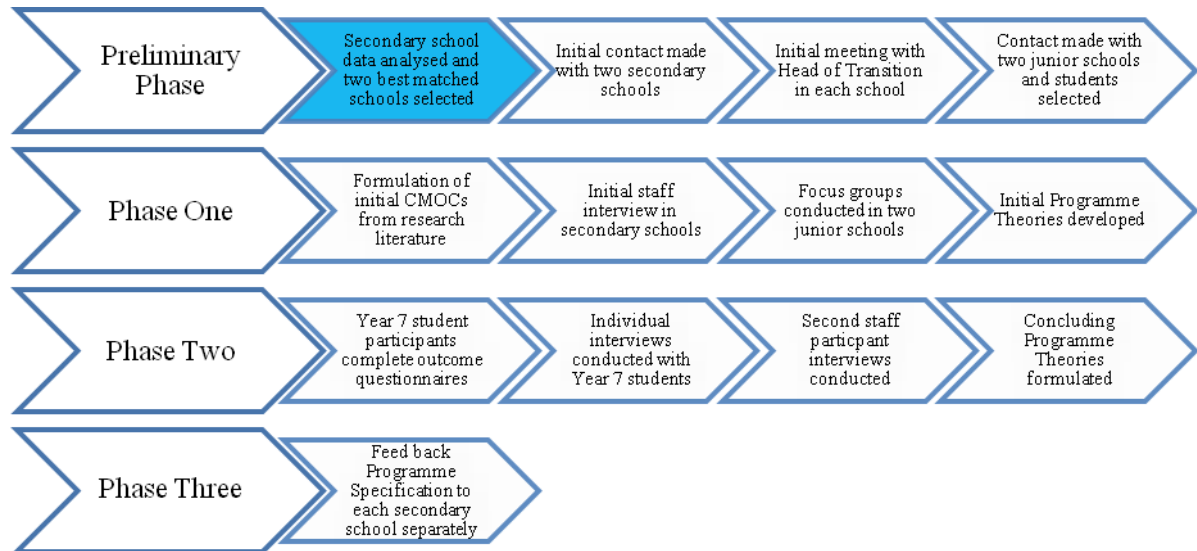 Preliminary
Phase
Secondary school
data analysed and
two best matched
schools selected
Initial contact made
with two secondary
schools
Initial meeting with
Head of Transition
in each school
Contact made with
two junior schools
and students
selected
Phase One
Formulation of
initial CMOCs
from research
literature
Initial staff
interview in
secondary schools
Focus groups
conducted in two
junior schools
Initial Programme
Theories developed
Phase Two
Year 7 student
participants
complete outcome
questionnaires
Individual
interviews
conducted with
Year 7 students
Second staff
particpant
interviews
conducted
Concluding
Programme
Theories
formulated
Phase Three
Feed back
Programme
Specification to
each secondary
school separately